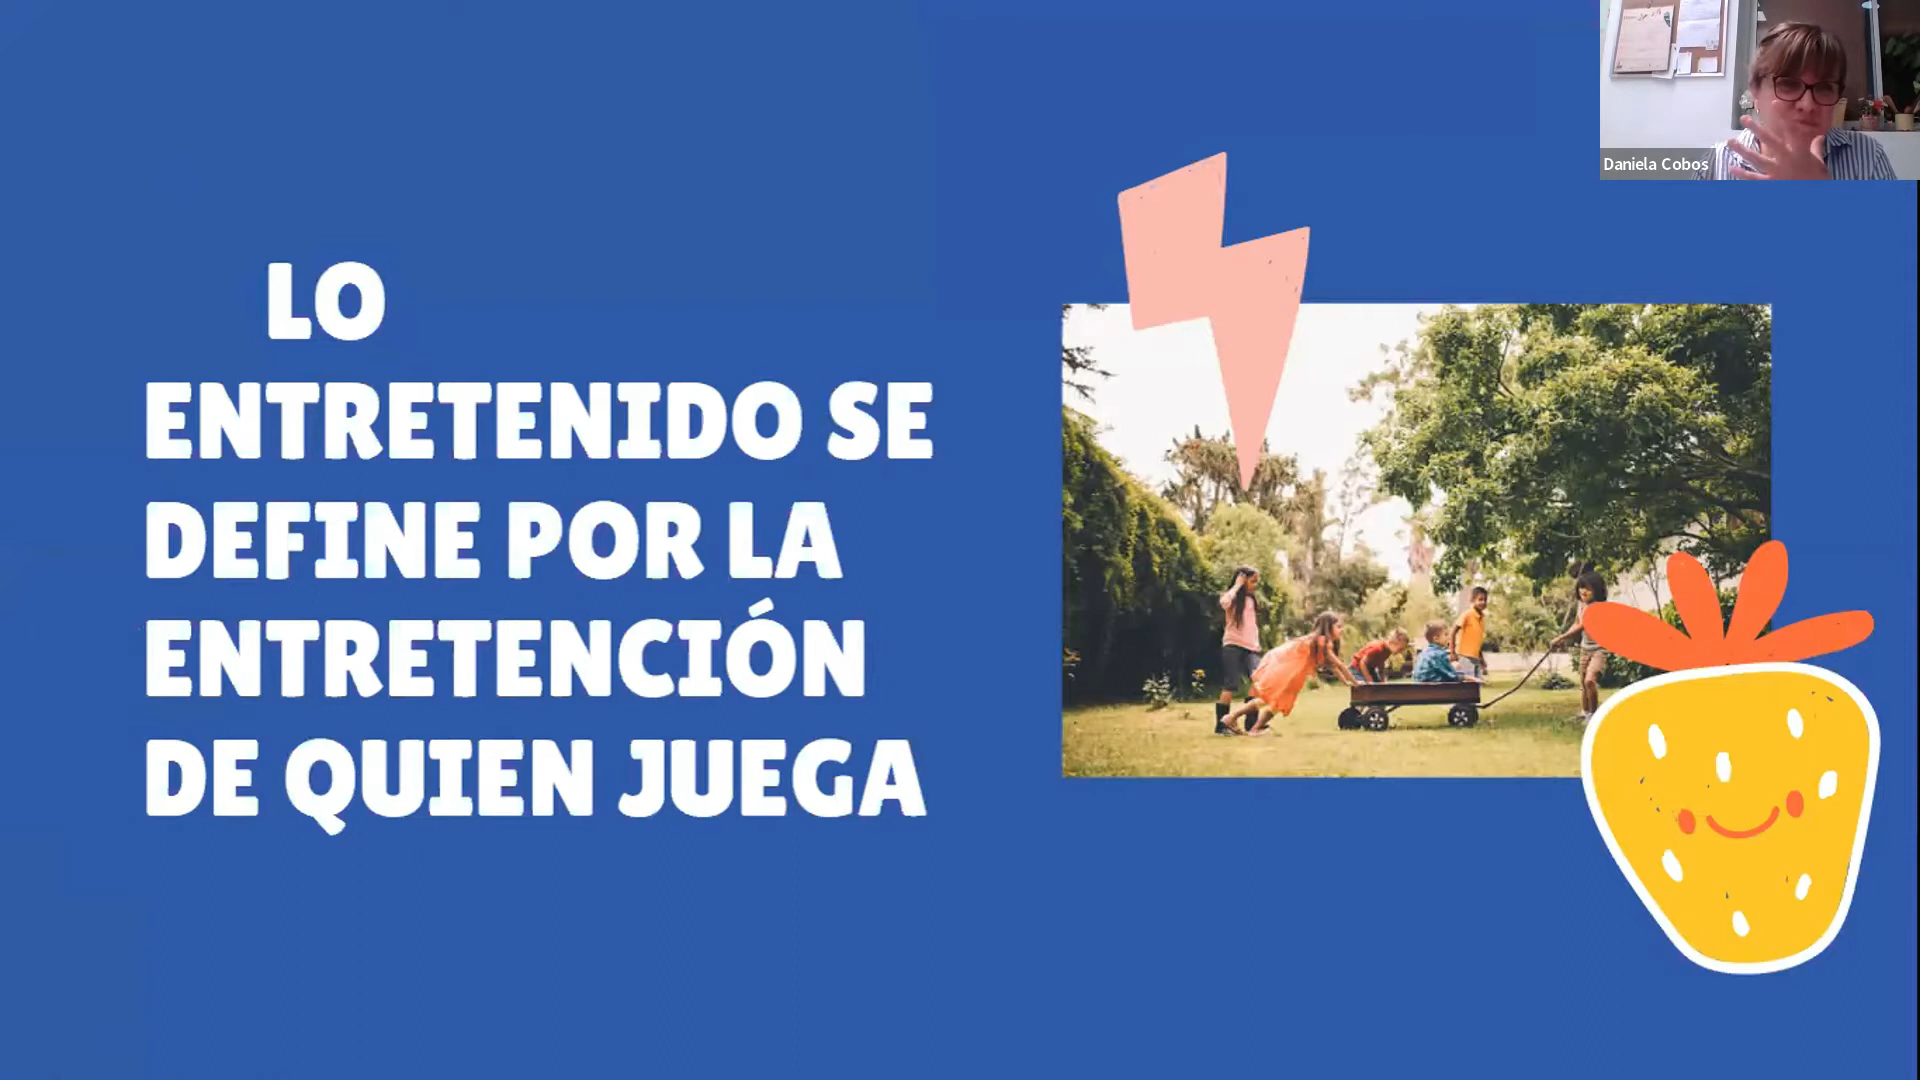 LO
ENTRETENIDO SE
DEFINE POR LA
ENTRETENCIÓN
DE QUIEN JUEGA
Daniela Cobos